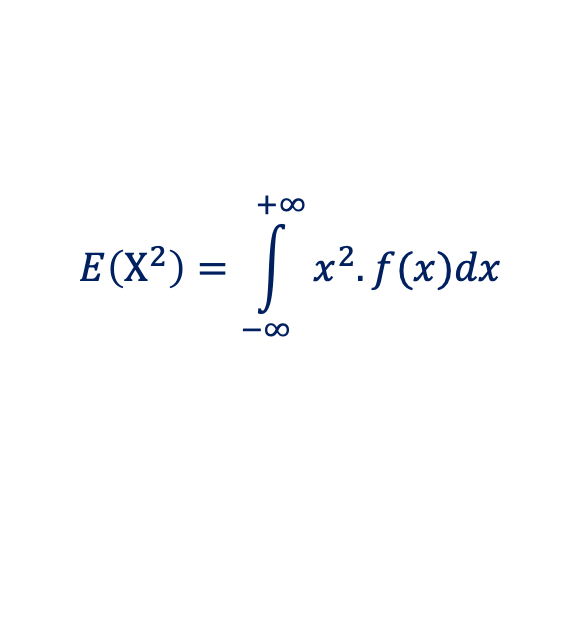 E(X²) = ∫₋∞⁺∞ x². f(x)dx